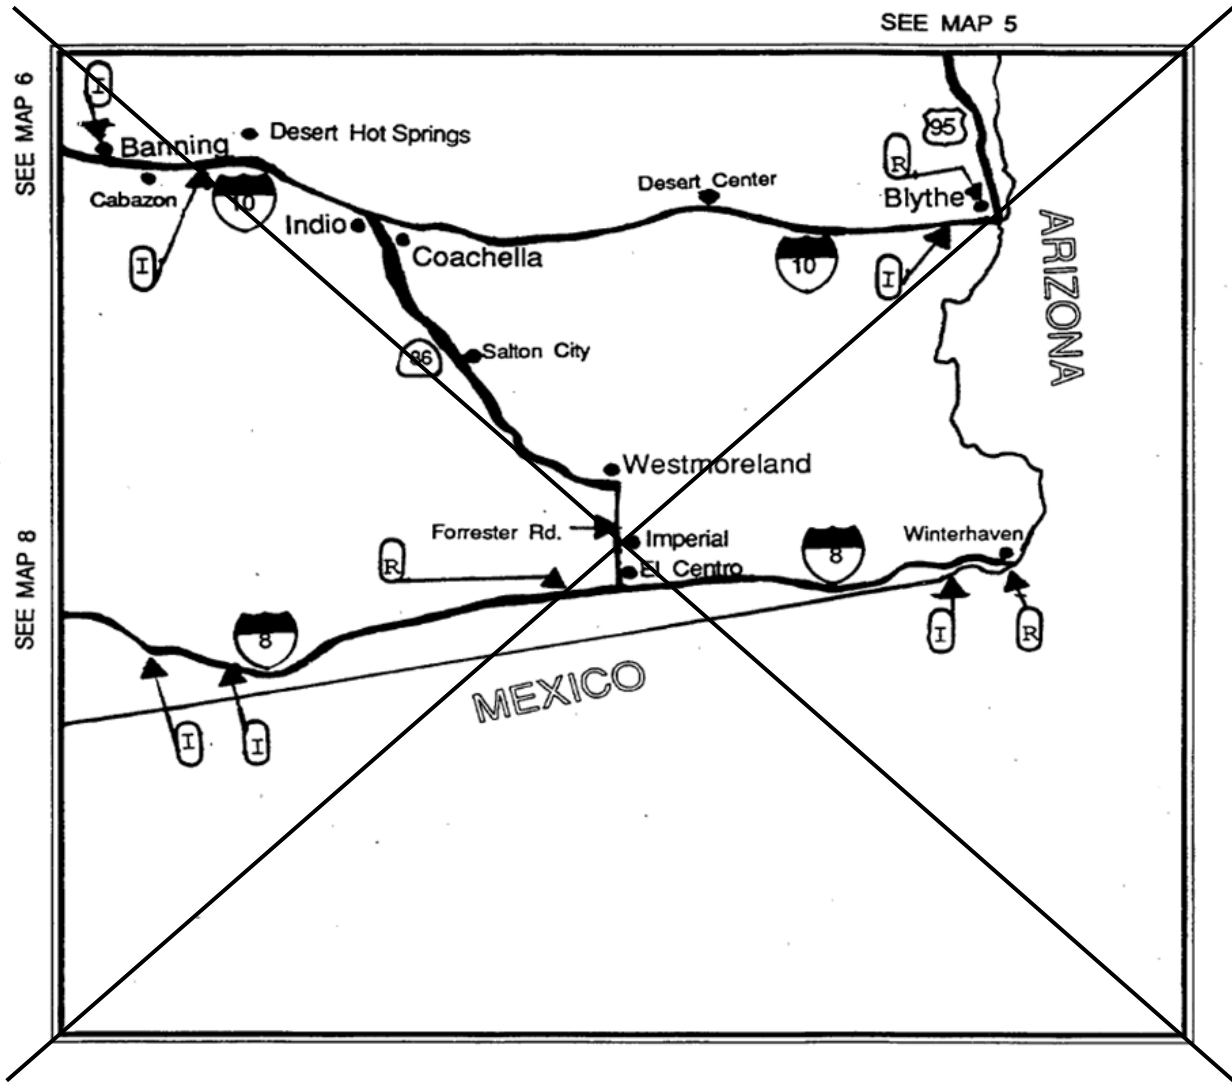 SEE MAP 5
SEE MAP 6
I
Desert Hot Springs
Banning
95
R
Cabazon
10
Desert Center
Blythe
Indio
Coachella
I
10
I
ARIZONA
86
Salton City
Westmoreland
SEE MAP 8
Forrester Rd.
Imperial
Winterhaven
R
EL Centro
8
8
I
R
MEXICO
I
I